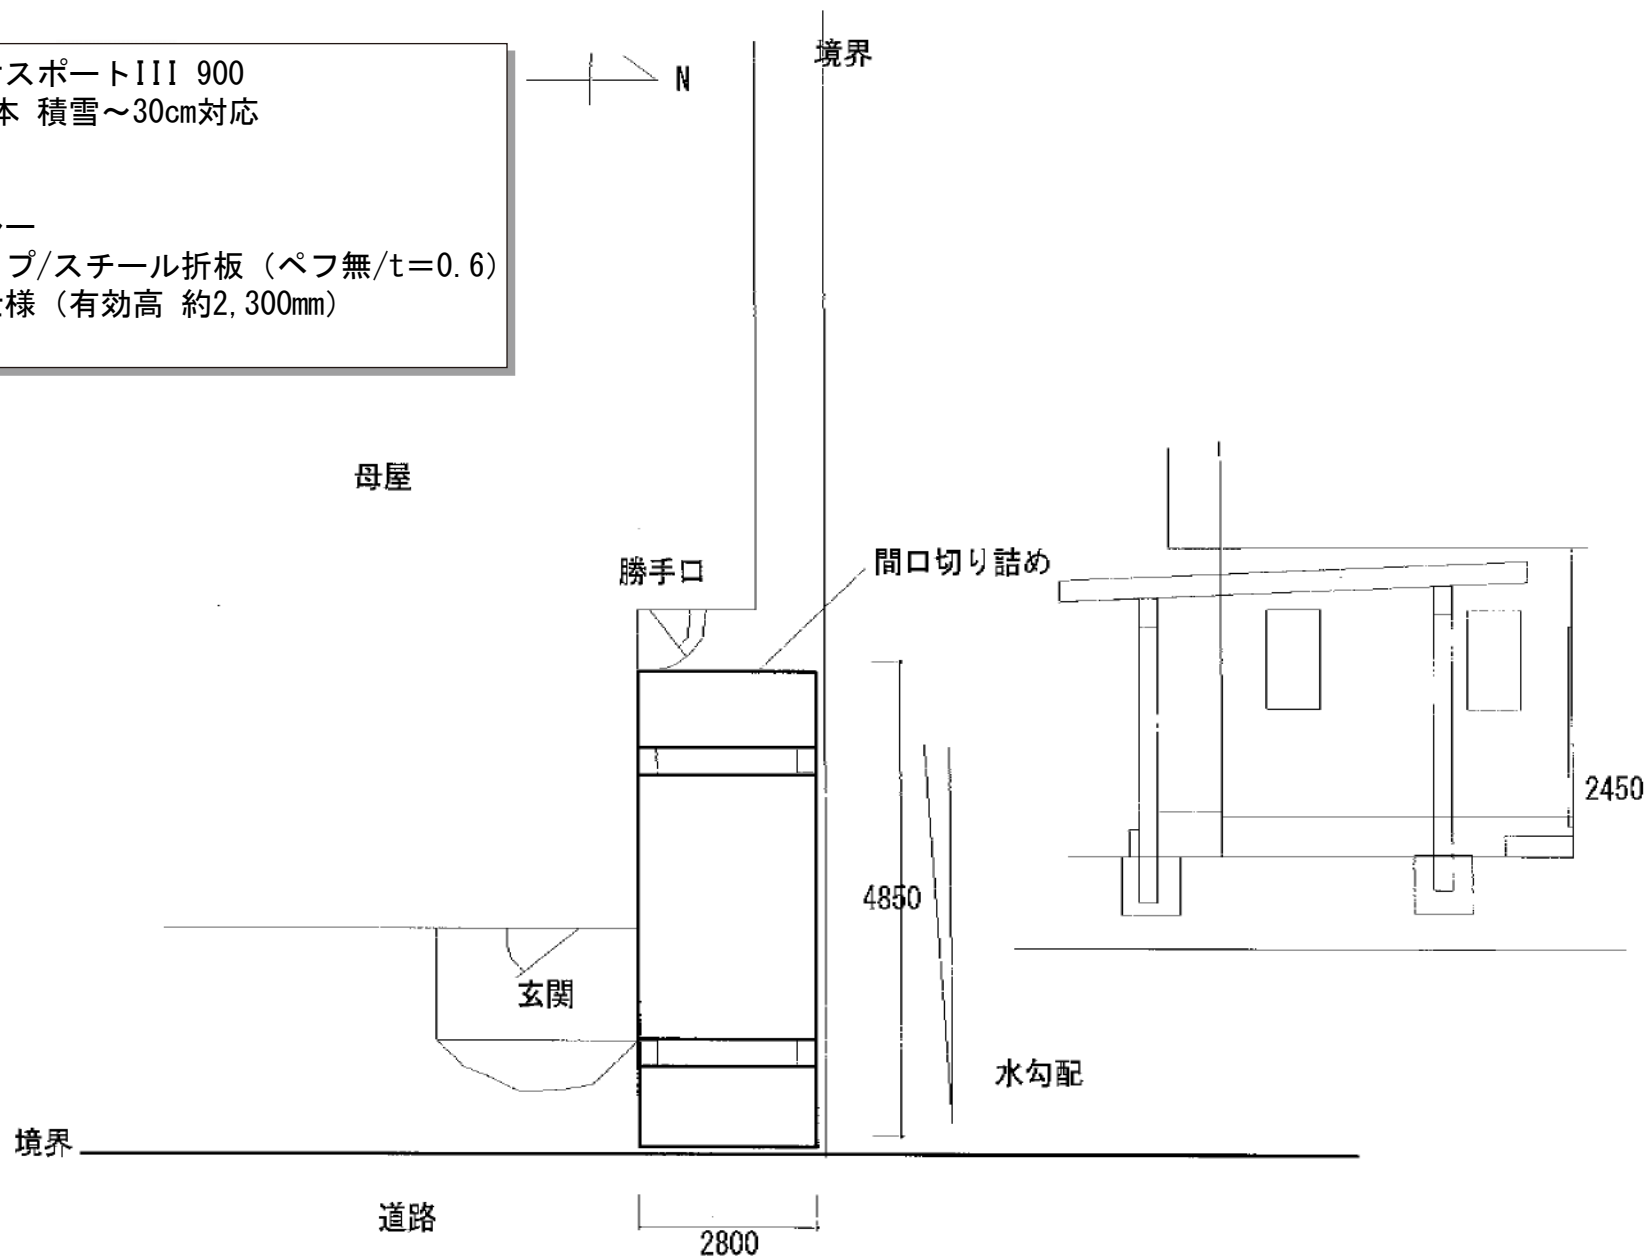 スポートIII 900
本 積雪～30cm対応
ー
プ/スチール折板（ペフ無/t＝0.6）
様（有効高 約2,300mm）
N
境界
母屋
勝手口
間口切り詰め
2450
4850
玄関
水勾配
境界
道路
2800